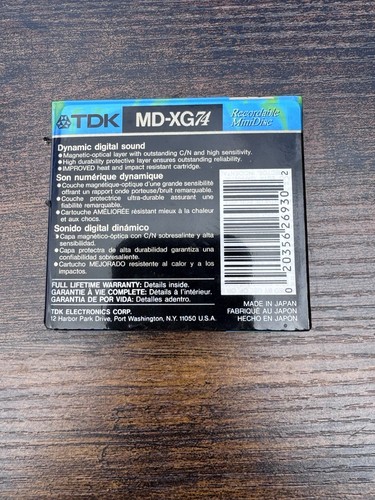 TDK MD-XG74 Recordable MiniDisc
Dynamic digital sound
●Magnetic-optical layer with outstanding C/N and high sensitivity.
●High durability protective layer ensures outstanding reliability.
●IMPROVED heat and impact resistant cartridge.
Son numérique dynamique
●Couche magnétique-optique d'une grande sensibilité
offrant un rapport onde porteuse/bruit remarquable.
●Couche protectrice ultra-durable assurant une
fiabilité remarquable.
●Cartouche AMÉLIORÉE résistant mieux à la chaleur
et aux chocs.
Sonido digital dinámico
●Capa magnético-optica con C/N sobresaliente y alta
sensibilidad.
●Capa protectora de alta durabilidad garantiza una
confiabilidad sobresaliente.
●Cartucho MEJORADO resistente al calor y a los
impactos.
FULL LIFETIME WARRANTY: Details inside.
GARANTIE À VIE COMPLÈTE: Détails à l'intérieur.
GARANTIA DE POR VIDA: Detalles adentro.
TDK ELECTRONICS CORP.
12 Harbor Park Drive, Port Washington, N.Y. 11050 U.S.A.
0 20356 26930 2
MADE IN JAPAN
FABRIQUÉ AU JAPON
HECHO EN JAPON